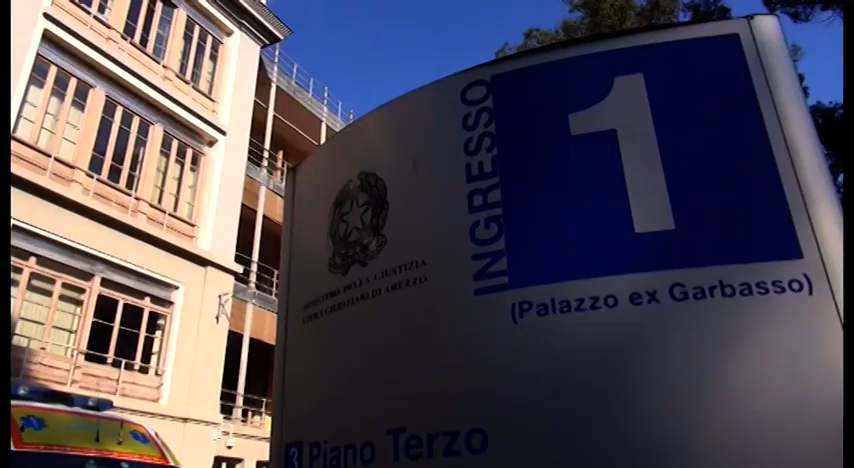 INGRESSO
1
MINISTERO DELLA GIUSTIZIA
UFFICI GIUDIZIARI DI AREZZO
(Palazzo ex Garbasso)
3 Piano Terzo